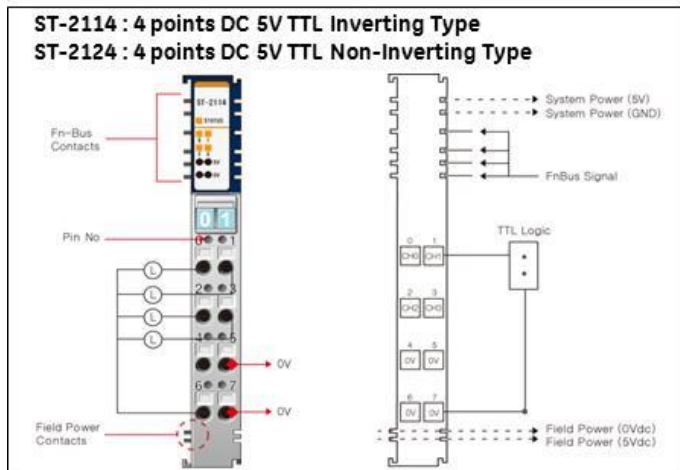 ST-2114 : 4 points DC 5V TTL Inverting Type
ST-2124 : 4 points DC 5V TTL Non-Inverting Type
ST-2114
STATUS
Fn-Bus
Contacts
System Power (5V)
System Power (GND)
FnBus Signal
0 1
Pin No
0 1
L
2 3
L
L
4 5
L
0V
6 7
0V
Field Power
Contacts
TTL Logic
0 1
CH0 CH1
2 3
CH2 CH3
4 5
0V 0V
6 7
0V 0V
Field Power (0Vdc)
Field Power (5Vdc)